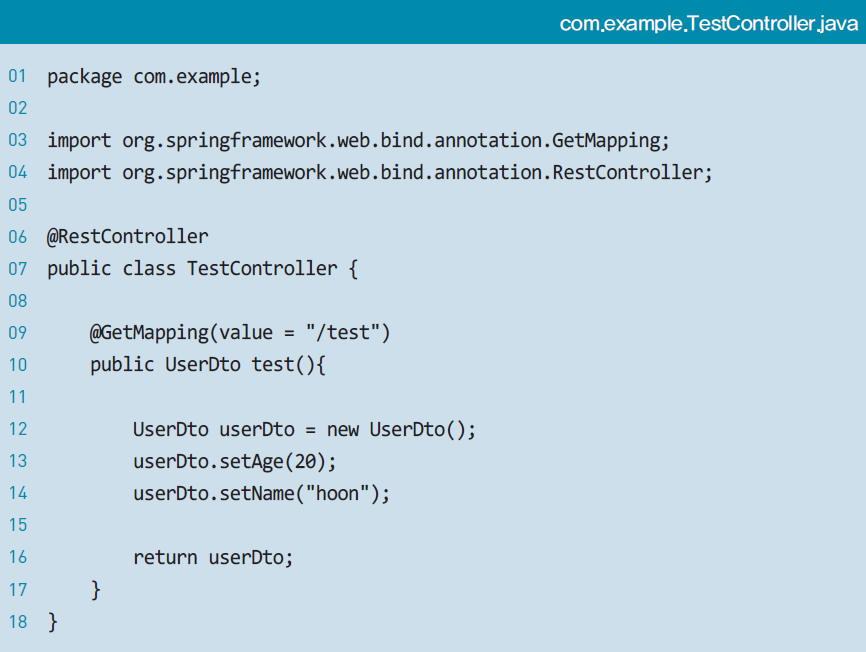 com.example.TestController.java
01 package com.example;
02
03 import org.springframework.web.bind.annotation.GetMapping;
04 import org.springframework.web.bind.annotation.RestController;
05
06 @RestController
07 public class TestController {
08
09     @GetMapping(value = "/test")
10     public UserDto test(){
11
12         UserDto userDto = new UserDto();
13         userDto.setAge(20);
14         userDto.setName("hoon");
15
16         return userDto;
17     }
18 }